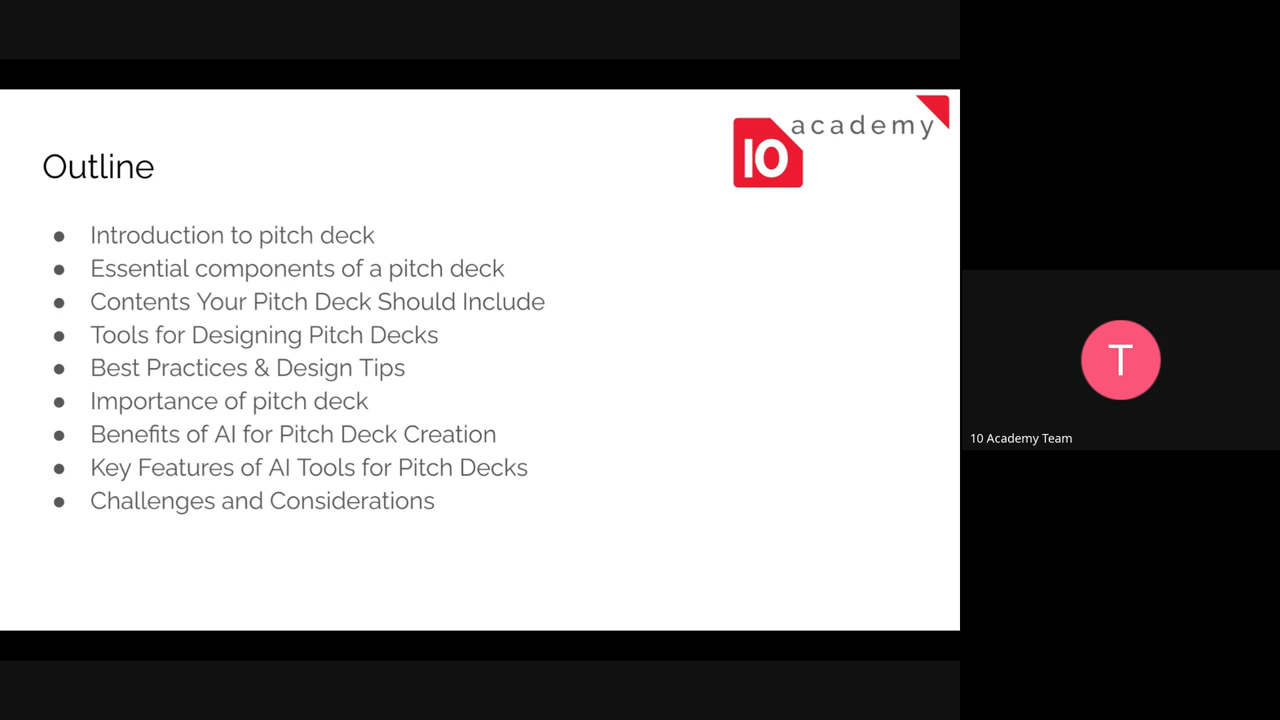 10 academy
Outline
● Introduction to pitch deck
● Essential components of a pitch deck
● Contents Your Pitch Deck Should Include
● Tools for Designing Pitch Decks
● Best Practices & Design Tips
● Importance of pitch deck
● Benefits of AI for Pitch Deck Creation
● Key Features of AI Tools for Pitch Decks
● Challenges and Considerations
T
10 Academy Team